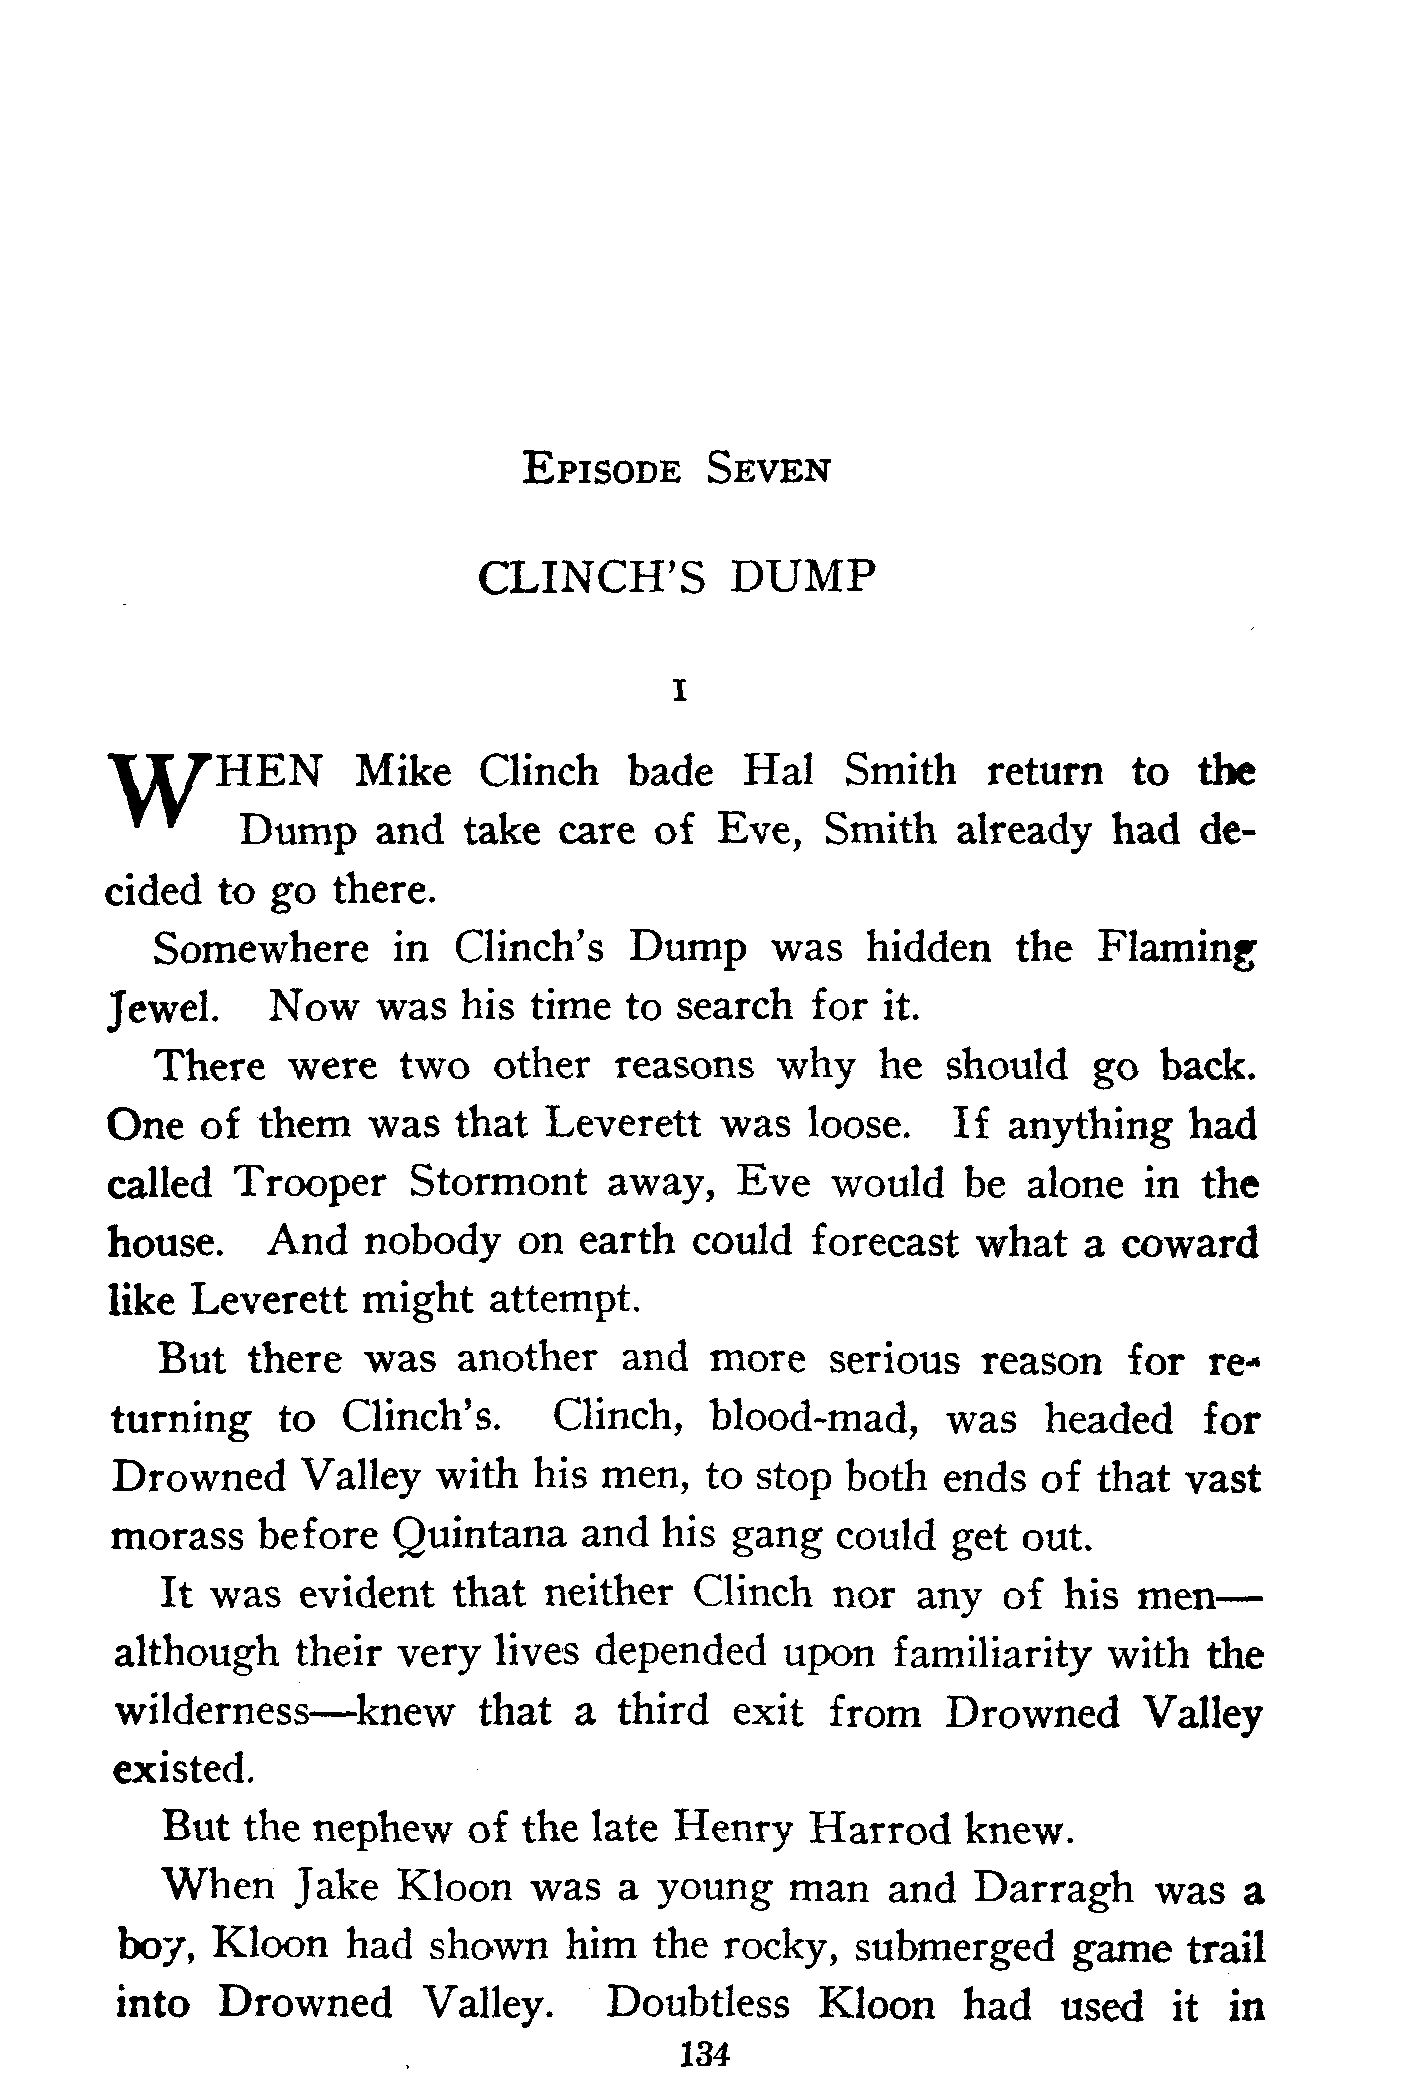 Episode Seven
CLINCH'S DUMP
I
WHEN Mike Clinch bade Hal Smith return to the
Dump and take care of Eve, Smith already had de-
cided to go there.
Somewhere in Clinch's Dump was hidden the Flaming
Jewel. Now was his time to search for it.
There were two other reasons why he should go back.
One of them was that Leverett was loose. If anything had
called Trooper Stormont away, Eve would be alone in the
house. And nobody on earth could forecast what a coward
like Leverett might attempt.
But there was another and more serious reason for re-
turning to Clinch's. Clinch, blood-mad, was headed for
Drowned Valley with his men, to stop both ends of that vast
morass before Quintana and his gang could get out.
It was evident that neither Clinch nor any of his men—
although their very lives depended upon familiarity with the
wilderness—knew that a third exit from Drowned Valley
existed.
But the nephew of the late Henry Harrod knew.
When Jake Kloon was a young man and Darragh was a
boy, Kloon had shown him the rocky, submerged game trail
into Drowned Valley. Doubtless Kloon had used it in
134